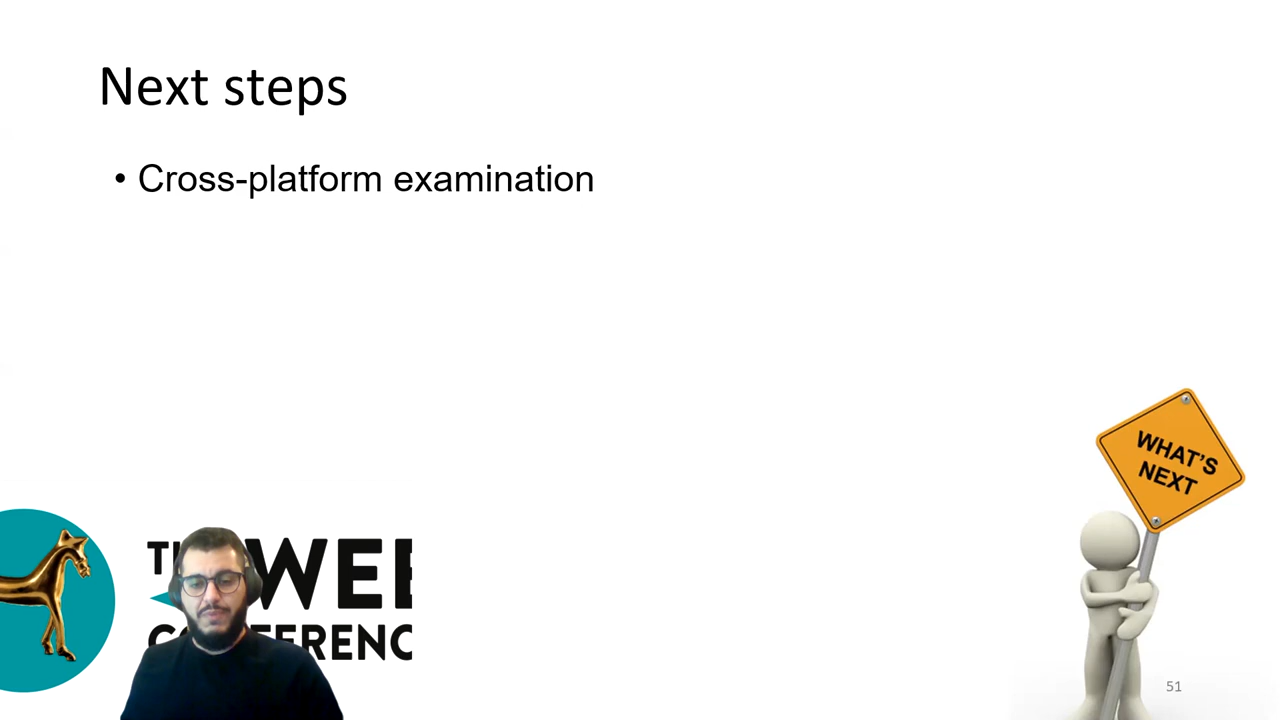 Next steps
• Cross-platform examination
WHAT'S
NEXT
51